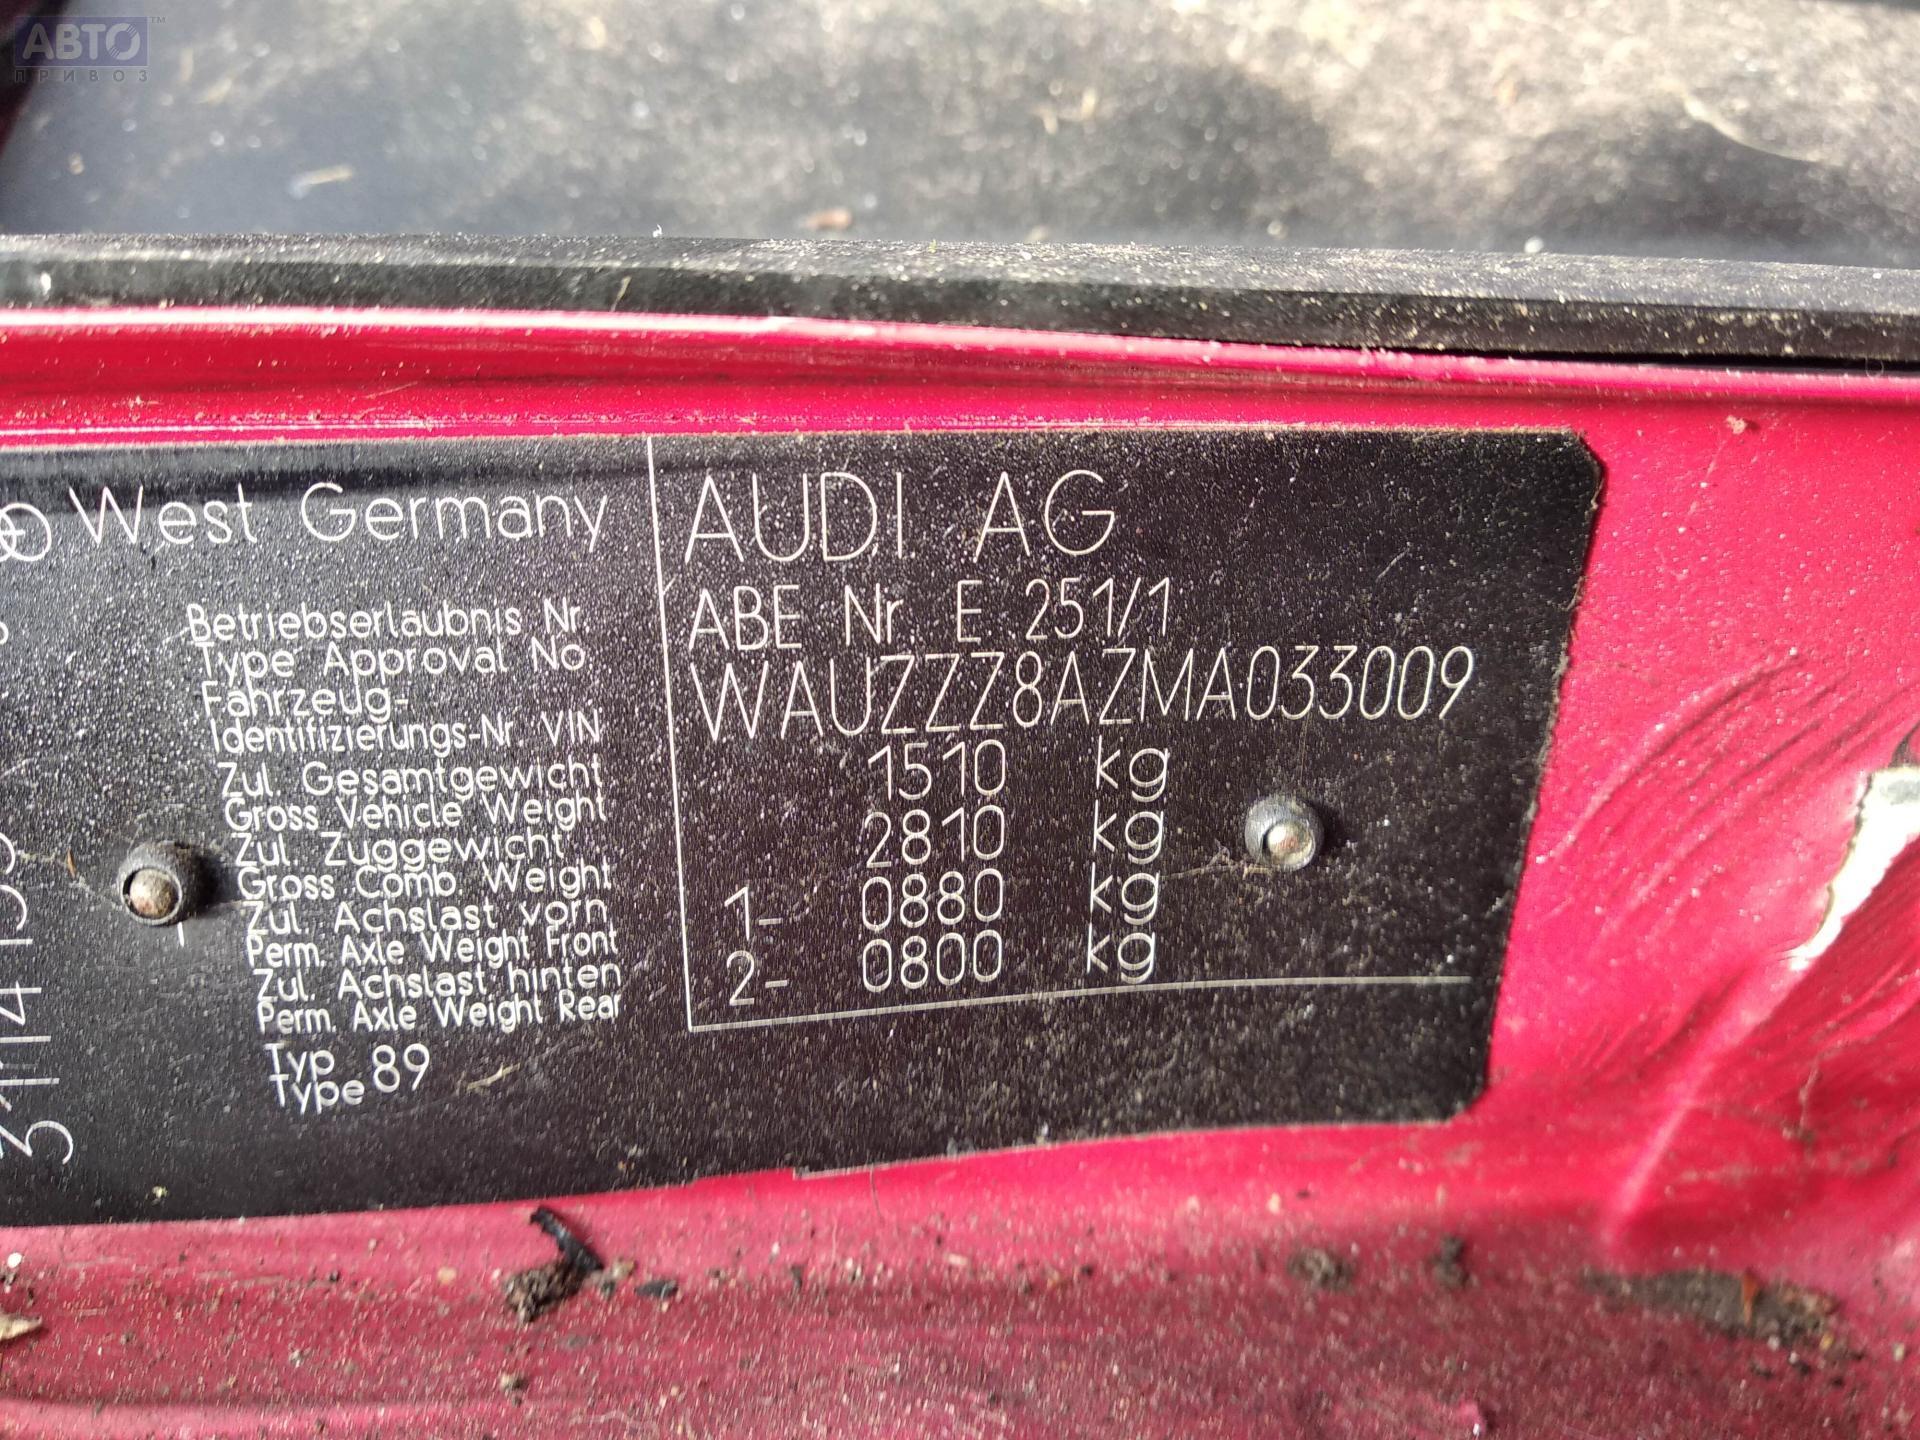 АВТО™
ПРИВОЗ
West Germany
Betriebserlaubnis Nr
Type Approval No.
Fahrzeug-
Identifizierungs-Nr. VIN
Zul. Gesamtgewicht
Gross Vehicle Weight
Zul. Zuggewicht
Gross Comb. Weight
Zul. Achslast vorn
Perm. Axle Weight Front
Zul. Achslast hinten
Perm. Axle Weight Rear
Typ
Type 89
AUDI AG
ABE Nr. E 251/1
WAUZZZ8AZMA033009
1510 kg
2810 kg
1- 0880 kg
2- 0800 kg